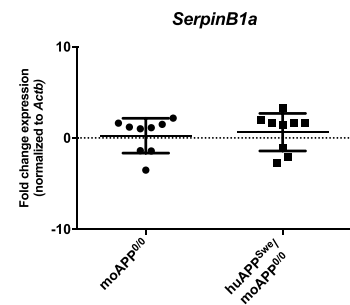 SerpinB1a
Fold change expression
(normalized to Actb)
10
0
-10
moAPP0/0
huAPPSwe/
moAPP0/0